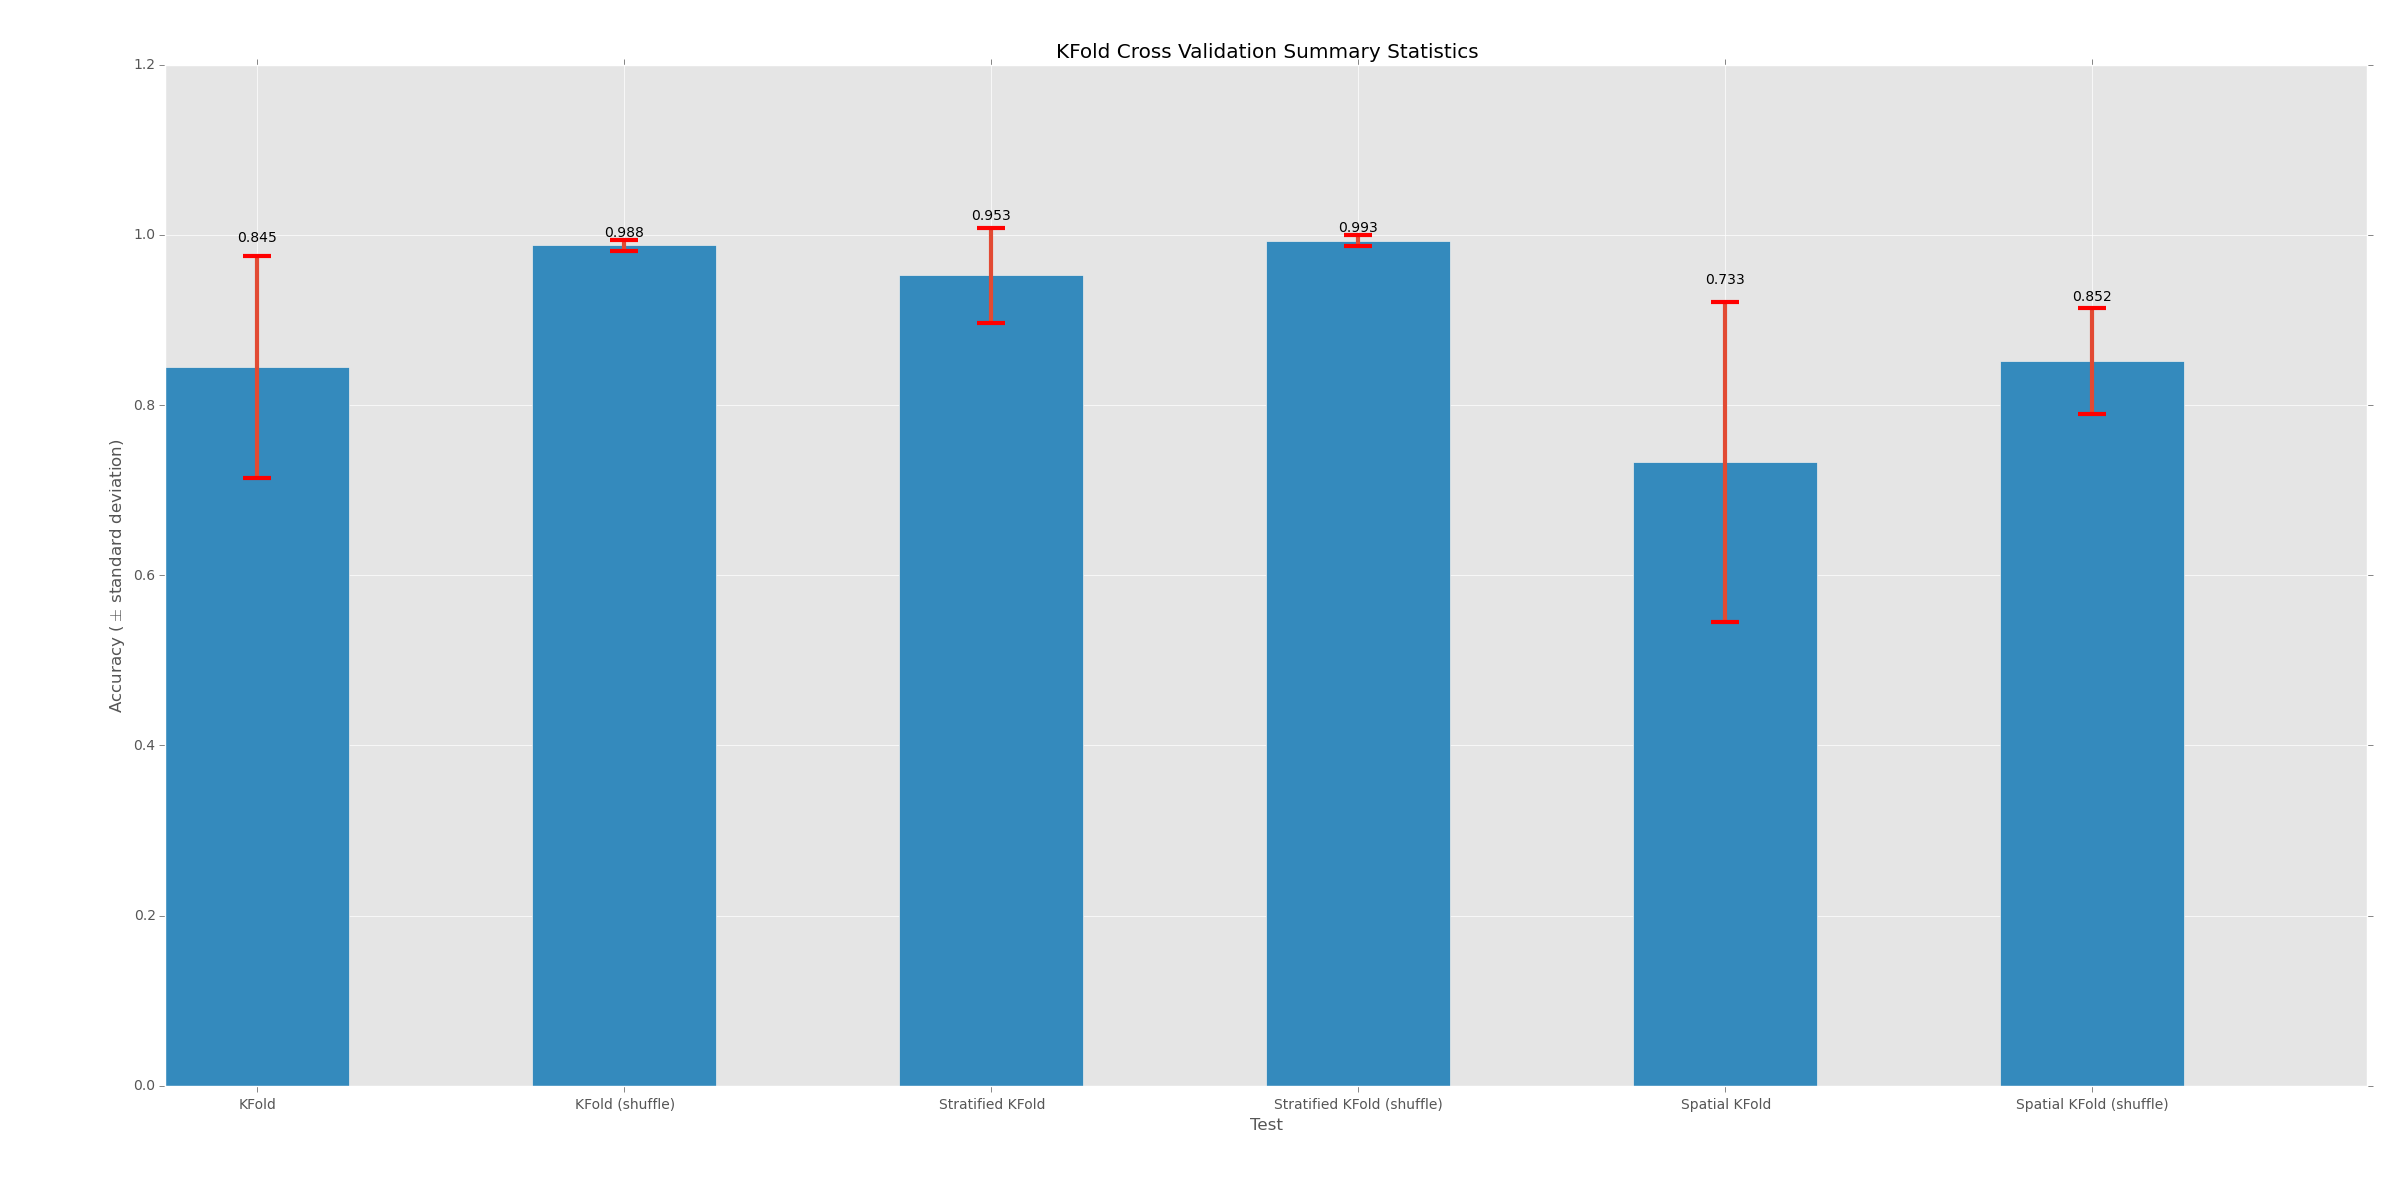 KFold Cross Validation Summary Statistics
1.2
1.0
0.8
0.6
0.4
0.2
0.0
Accuracy ( ± standard deviation)
0.845
0.988
0.953
0.993
0.733
0.852
KFold
KFold (shuffle)
Stratified KFold
Stratified KFold (shuffle)
Spatial KFold
Spatial KFold (shuffle)
Test